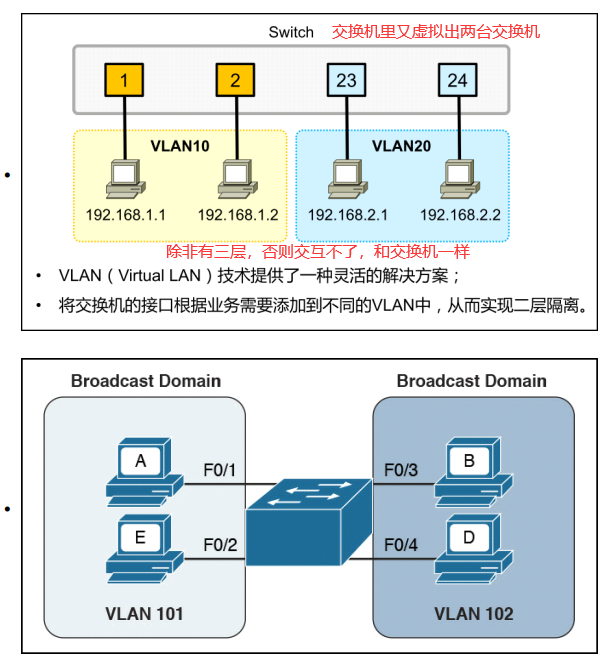 Switch 交换机里又虚拟出两台交换机
1 2 23 24
VLAN10 VLAN20
192.168.1.1 192.168.1.2 192.168.2.1 192.168.2.2
除非有三层，否则交互不了，和交换机一样
• VLAN（Virtual LAN）技术提供了一种灵活的解决方案；
• 将交换机的接口根据业务需要添加到不同的VLAN中，从而实现二层隔离。
Broadcast Domain Broadcast Domain
A F0/1 F0/3 B
E F0/2 F0/4 D
VLAN 101 VLAN 102